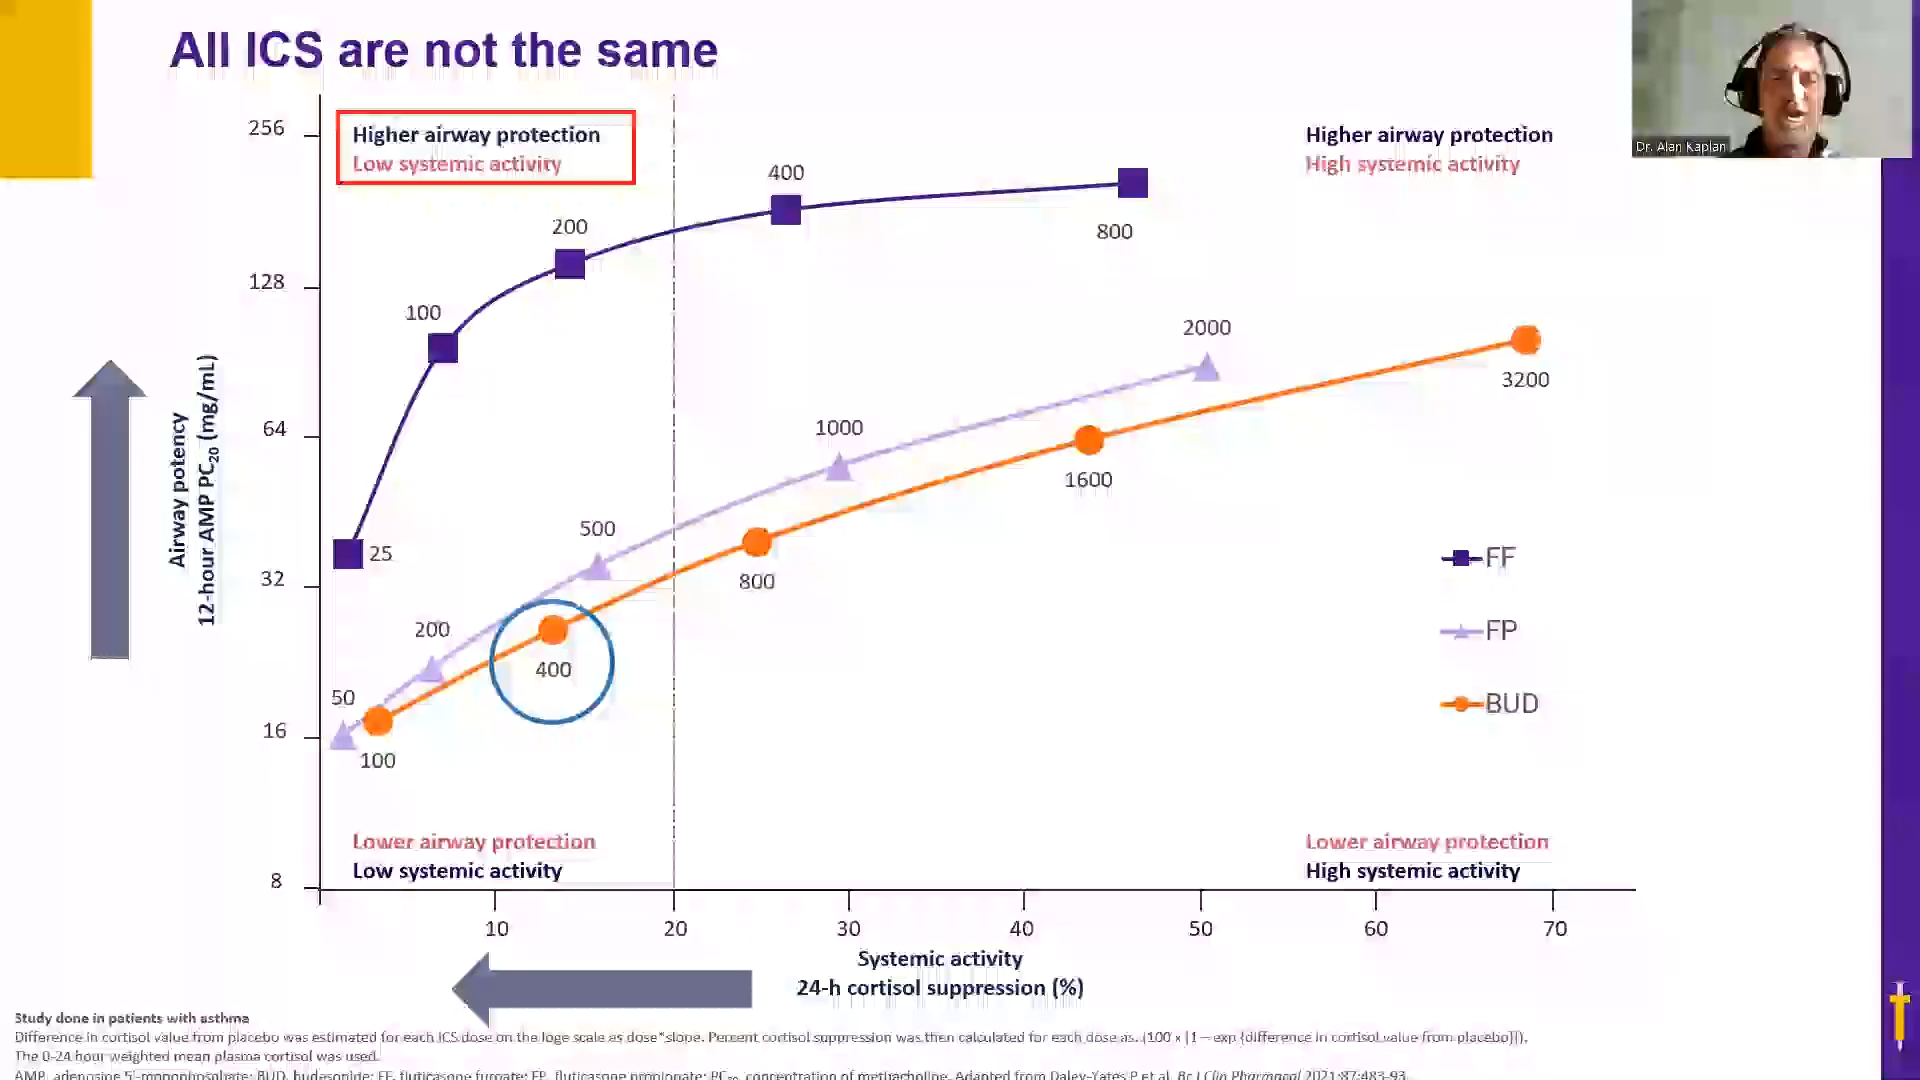 All ICS are not the same
Dr. Alan Kaplan
Higher airway protection
Low systemic activity
Higher airway protection
High systemic activity
256
128
64
32
16
8
Airway potency
12-hour AMP PC20 (mg/mL)
25
100
200
400
800
50
200
500
1000
2000
100
400
800
1600
3200
FF
FP
BUD
Lower airway protection
Low systemic activity
Lower airway protection
High systemic activity
10
20
30
40
50
60
70
Systemic activity
24-h cortisol suppression (%)
Study done in patients with asthma
Difference in cortisol value from placebo was estimated for each ICS dose on the loge scale as dose*slope. Percent cortisol suppression was then calculated for each dose as. (100 x [1 – exp {difference in cortisol value from placebo}]).
The 0-24 hour weighted mean plasma cortisol was used.
AMP, adenosine 5'-monophosphate; BUD, budesonide; FF, fluticasone furoate; FP, fluticasone propionate; PC20, concentration of methacholine. Adapted from Daley-Yates P et al. Br J Clin Pharmacol 2021;87:483-93.